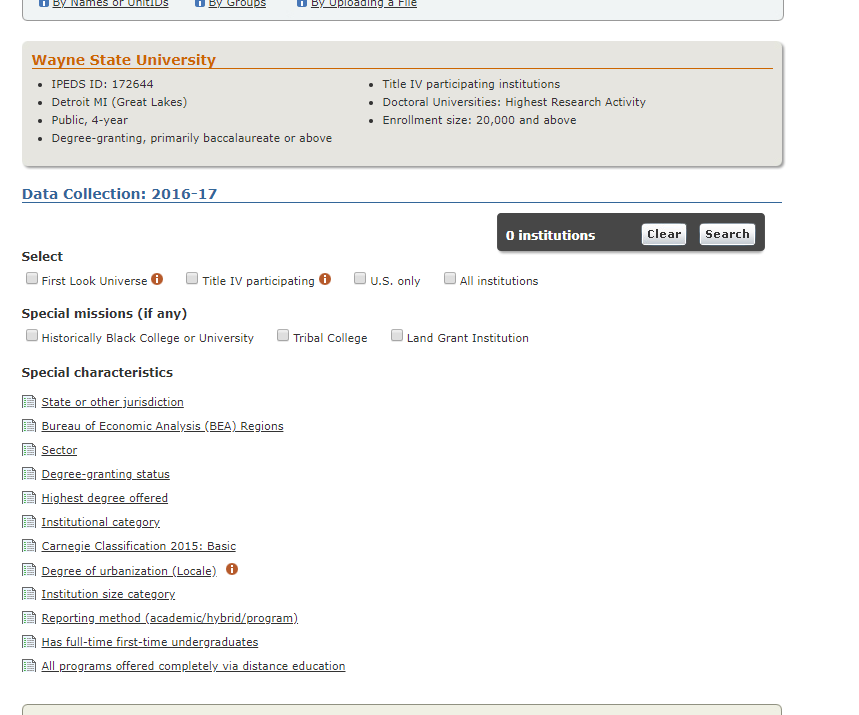 By Names or UnitIDs By Groups By Uploading a File
Wayne State University
IPEDS ID: 172644
Detroit MI (Great Lakes)
Public, 4-year
Degree-granting, primarily baccalaureate or above
Title IV participating institutions
Doctoral Universities: Highest Research Activity
Enrollment size: 20,000 and above
Data Collection: 2016-17
0 institutions Clear Search
Select
First Look Universe Title IV participating U.S. only All institutions
Special missions (if any)
Historically Black College or University Tribal College Land Grant Institution
Special characteristics
State or other jurisdiction
Bureau of Economic Analysis (BEA) Regions
Sector
Degree-granting status
Highest degree offered
Institutional category
Carnegie Classification 2015: Basic
Degree of urbanization (Locale)
Institution size category
Reporting method (academic/hybrid/program)
Has full-time first-time undergraduates
All programs offered completely via distance education